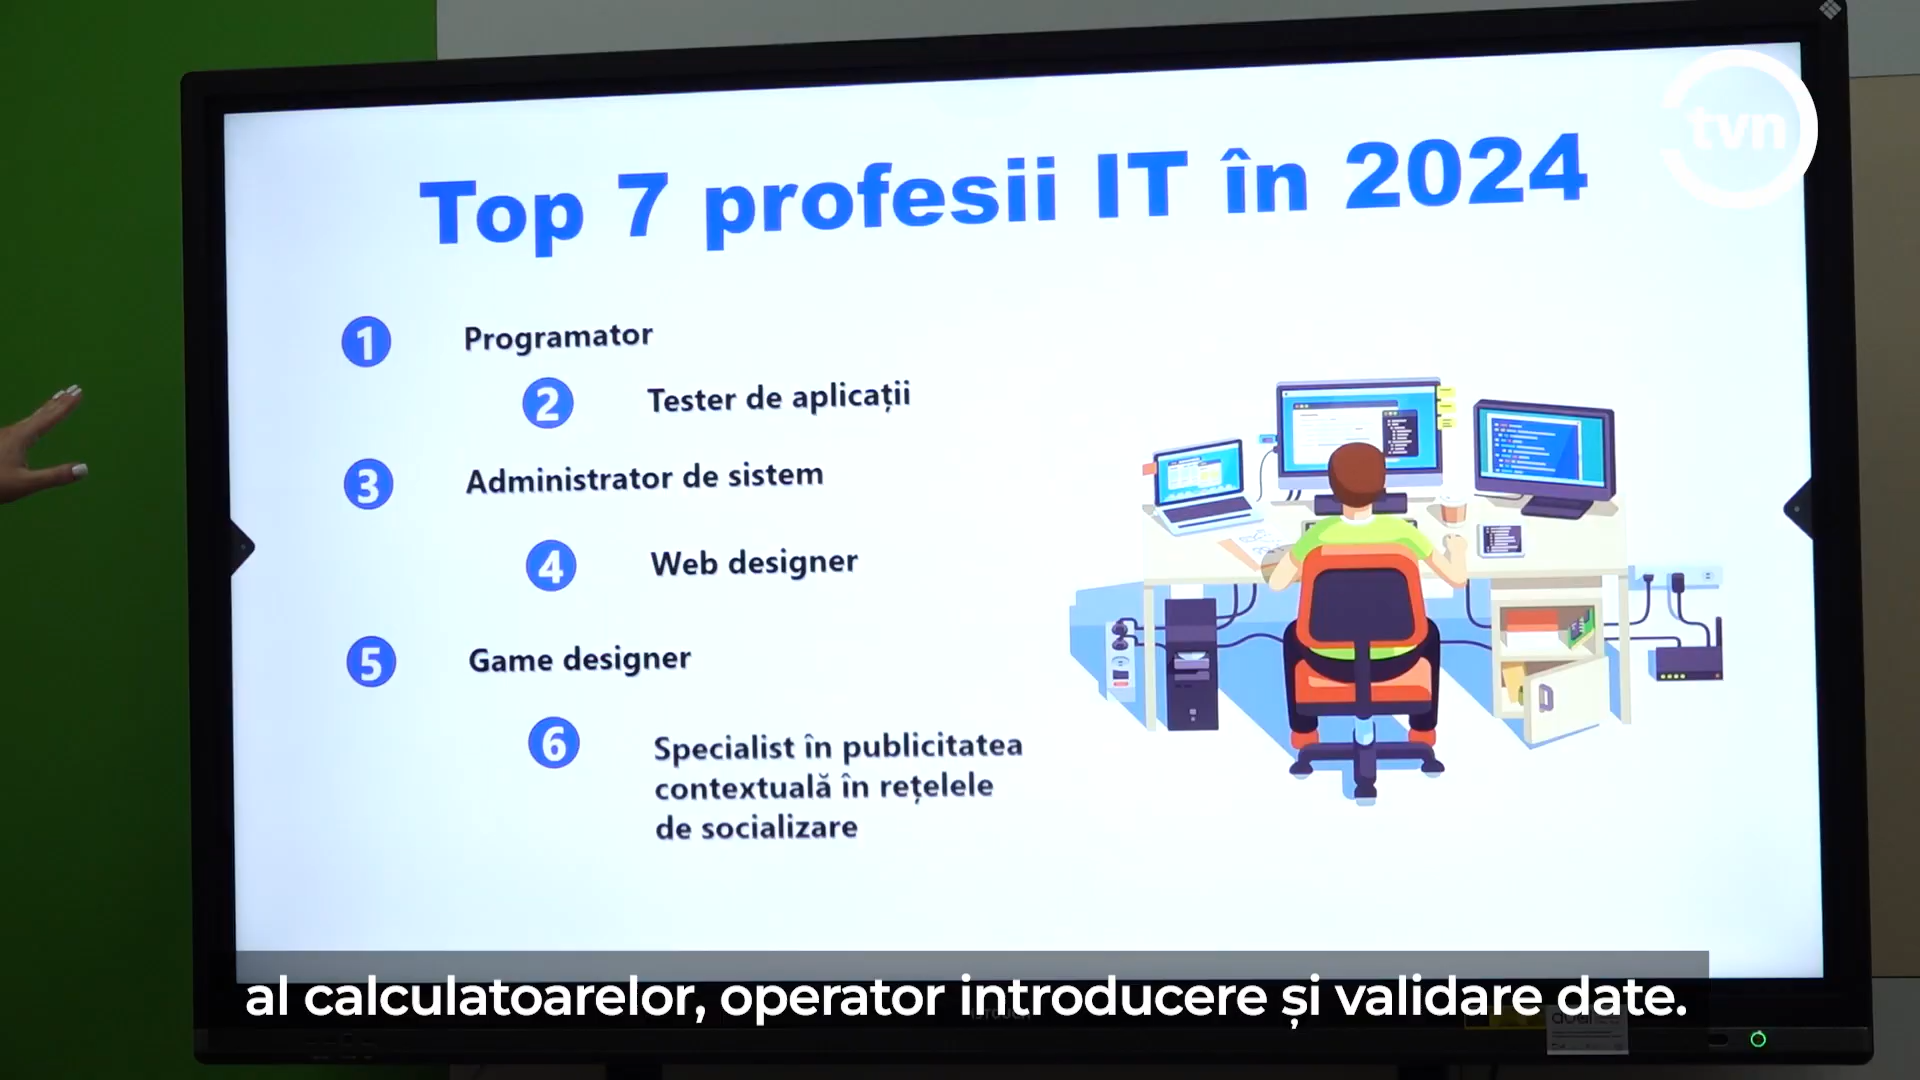 tvn
Top 7 profesii IT în 2024
1 Programator
2 Tester de aplicații
3 Administrator de sistem
4 Web designer
5 Game designer
6 Specialist în publicitatea
contextuală în rețelele
de socializare
al calculatoarelor, operator introducere și validare date.